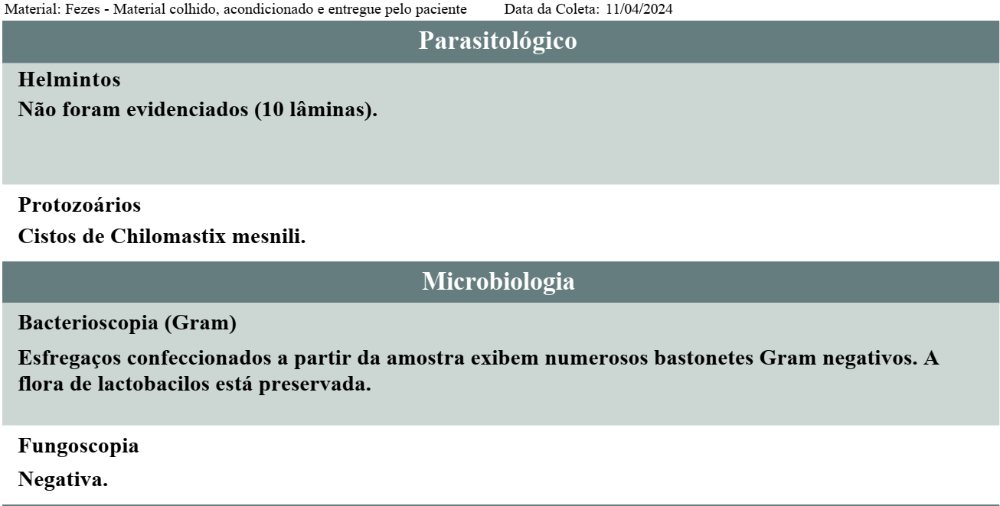 Material: Fezes - Material colhido, acondicionado e entregue pelo paciente Data da Coleta: 11/04/2024
Parasitológico
Helmintos
Não foram evidenciados (10 lâminas).
Protozoários
Cistos de Chilomastix mesnili.
Microbiologia
Bacterioscopia (Gram)
Esfregaços confeccionados a partir da amostra exibem numerosos bastonetes Gram negativos. A
flora de lactobacilos está preservada.
Fungoscopia
Negativa.